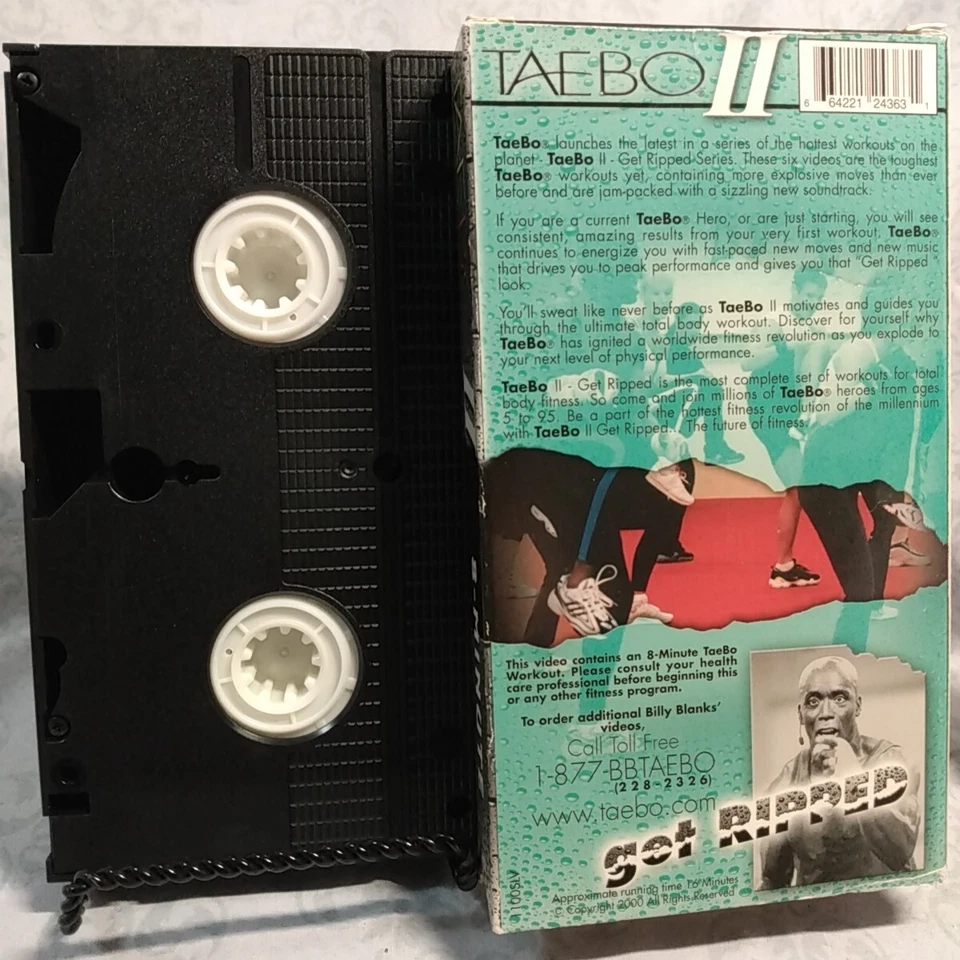 TAEBO® II
6 64221 24363 1
TaeBo® launches the latest in a series of the hottest workouts on the
planet - TaeBo II - Get Ripped Series. These six videos are the toughest
TaeBo® workouts yet, containing more explosive moves than ever
before and are jam-packed with a sizzling new soundtrack.
If you are a current TaeBo® Hero, or are just starting, you will see
consistent, amazing results from your very first workout. TaeBo®
continues to energize you with fast-paced new moves and new music
that drives you to peak performance and gives you that "Get Ripped "
look.
You'll sweat like never before as TaeBo II motivates and guides you
through the ultimate total body workout. Discover for yourself why
TaeBo® has ignited a worldwide fitness revolution as you explode to
your next level of physical performance.
TaeBo II - Get Ripped is the most complete set of workouts for total
body fitness. So come and join millions of TaeBo® heroes from ages
5 to 95. Be a part of the hottest fitness revolution of the millennium
with TaeBo II Get Ripped... The future of fitness.
This video contains an 8-Minute TaeBo
Workout. Please consult your health
care professional before beginning this
or any other fitness program.
To order additional Billy Blanks'
videos,
Call Toll Free
1-877-BBTAEBO
(228-2326)
www.taebo.com
get RIPPED
Approximate running time 16 Minutes
© Copyright 2000 All Rights Reserved